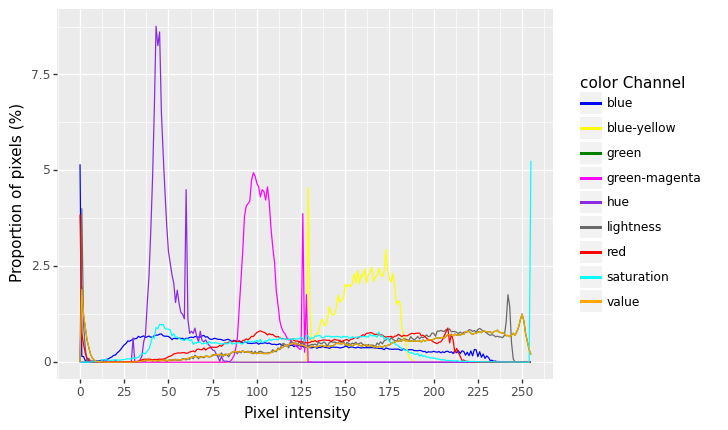 color Channel
blue
blue-yellow
green
green-magenta
hue
lightness
red
saturation
value
Proportion of pixels (%)
7.5
5
2.5
0
0 25 50 75 100 125 150 175 200 225 250
Pixel intensity